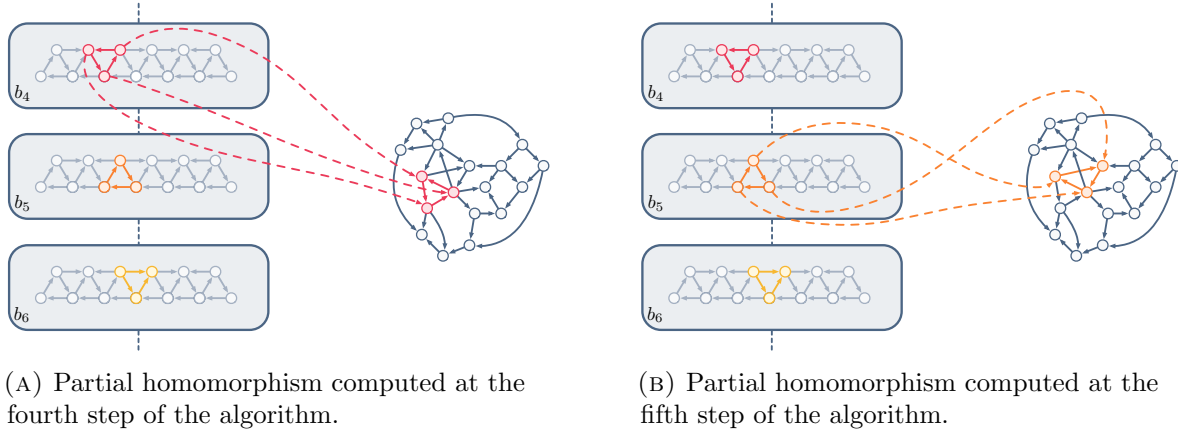 b₄
b₅
b₆
(A) Partial homomorphism computed at the
fourth step of the algorithm.
b₄
b₅
b₆
(B) Partial homomorphism computed at the
fifth step of the algorithm.